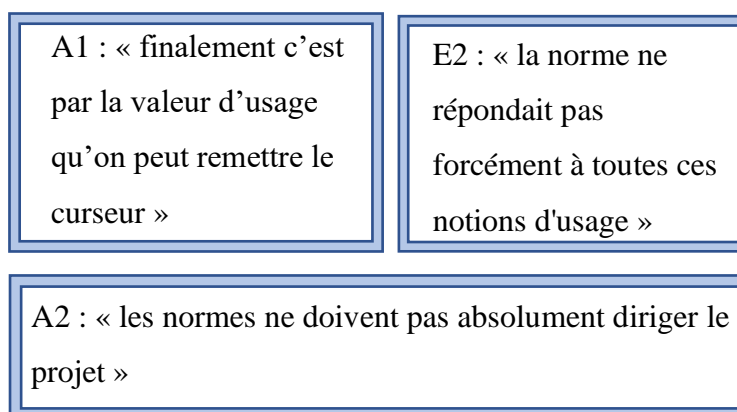 A1 : « finalement c’est
par la valeur d’usage
qu’on peut remettre le
curseur »
E2 : « la norme ne
répondait pas
forcément à toutes ces
notions d'usage »
A2 : « les normes ne doivent pas absolument diriger le
projet »